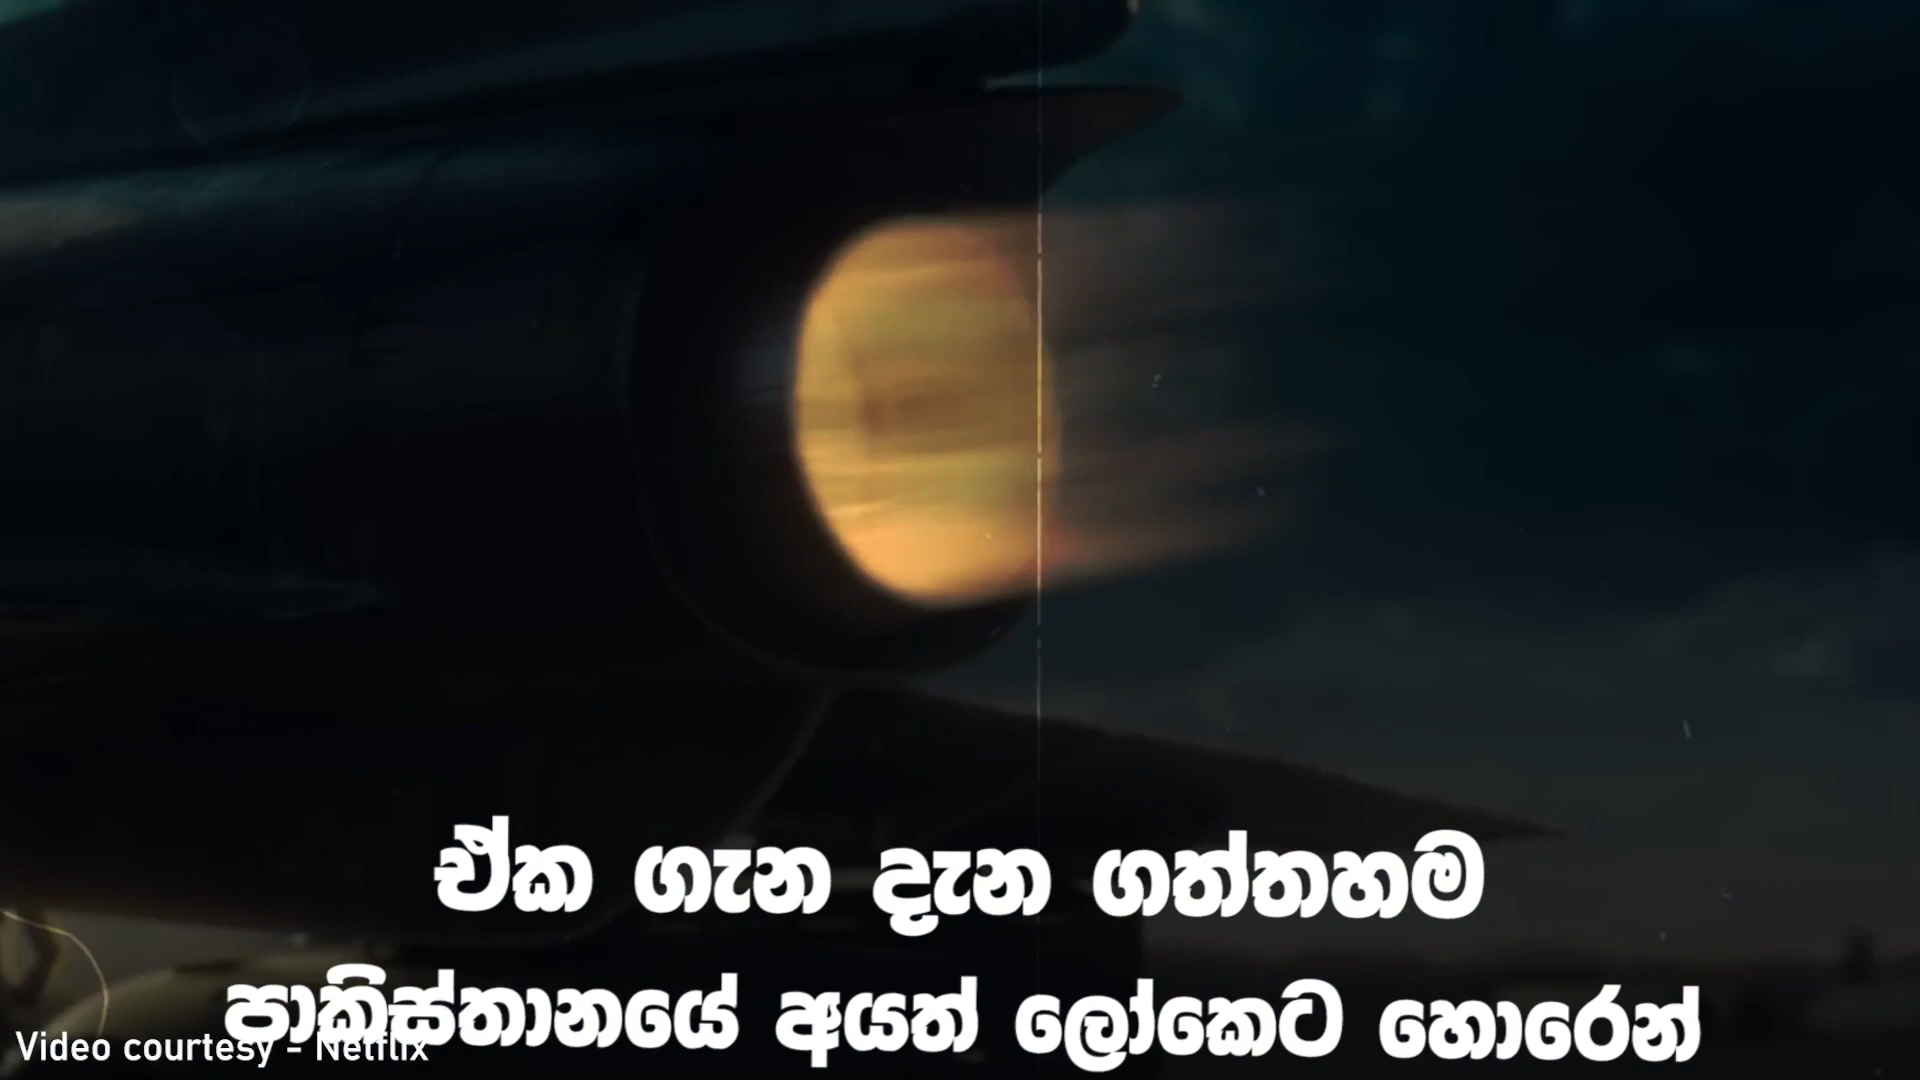 ඒක ගැන දැන ගත්තහම
පාකිස්තානයේ අයත් ලෝකෙට හොරෙන්
Video courtesy - Netflix